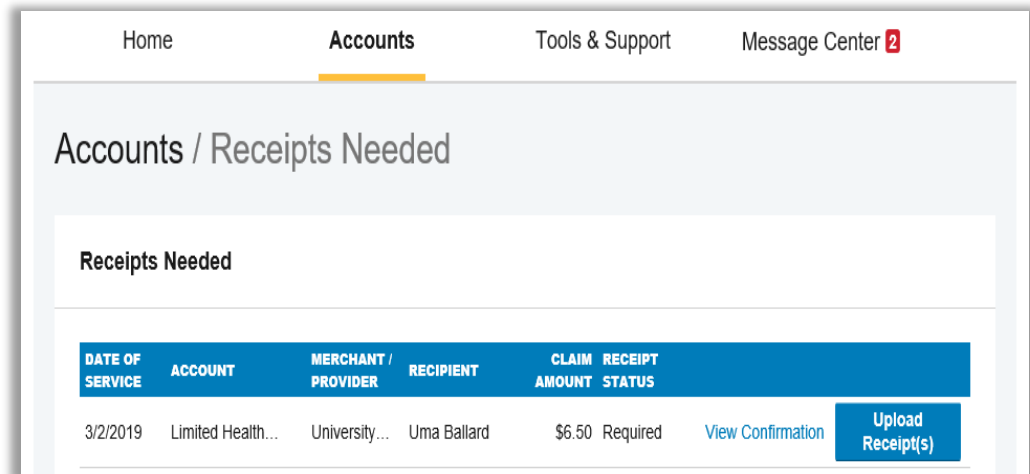 Home Accounts Tools & Support Message Center 2
Accounts / Receipts Needed
Receipts Needed
DATE OF SERVICE ACCOUNT MERCHANT / PROVIDER RECIPIENT CLAIM AMOUNT RECEIPT STATUS
3/2/2019 Limited Health... University... Uma Ballard $6.50 Required View Confirmation Upload Receipt(s)